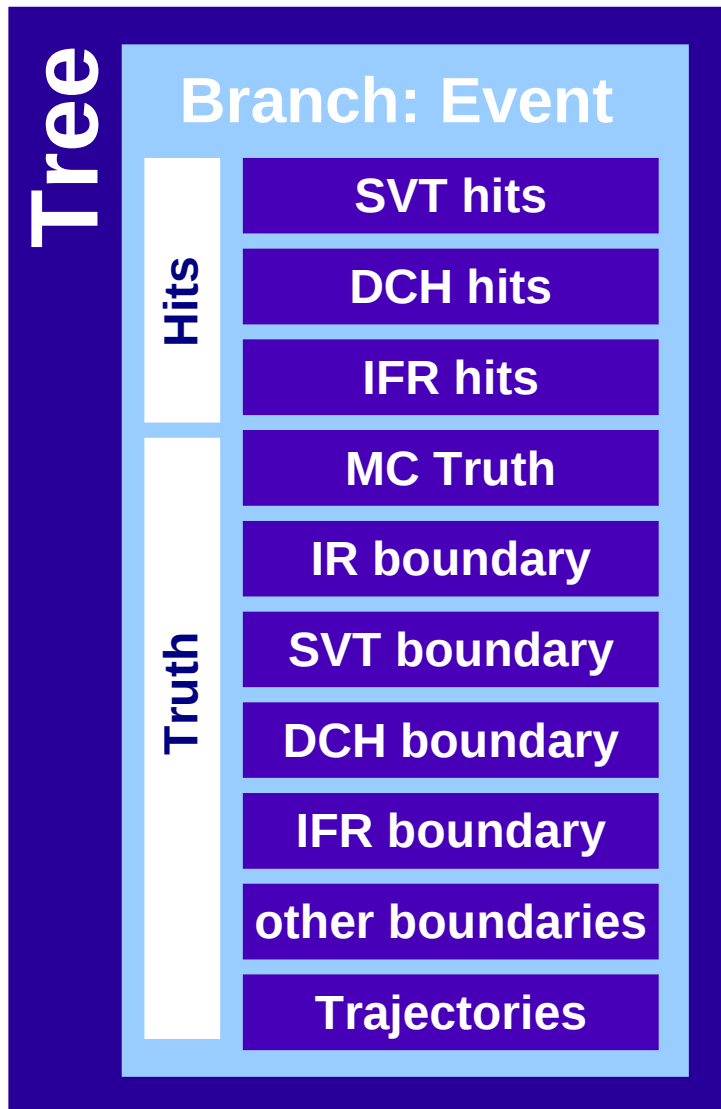 Tree
Branch: Event
Hits
SVT hits
DCH hits
IFR hits
Truth
MC Truth
IR boundary
SVT boundary
DCH boundary
IFR boundary
other boundaries
Trajectories